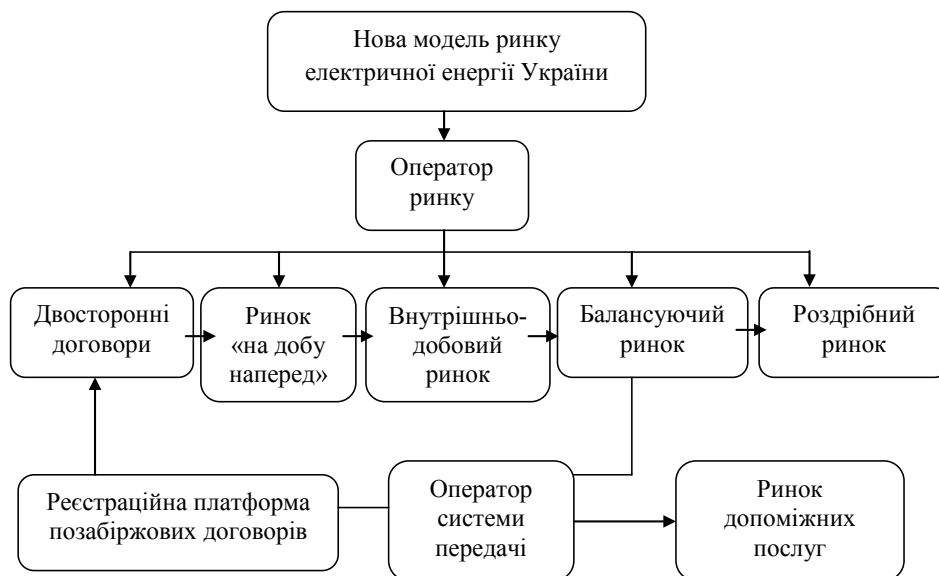 Нова модель ринку
електричної енергії України
Оператор
ринку
Двосторонні
договори
Ринок
«на добу
наперед»
Внутрішньо-
добовий
ринок
Балансуючий
ринок
Роздрібний
ринок
Реєстраційна платформа
позабіржових договорів
Оператор
системи
передачі
Ринок
допоміжних
послуг